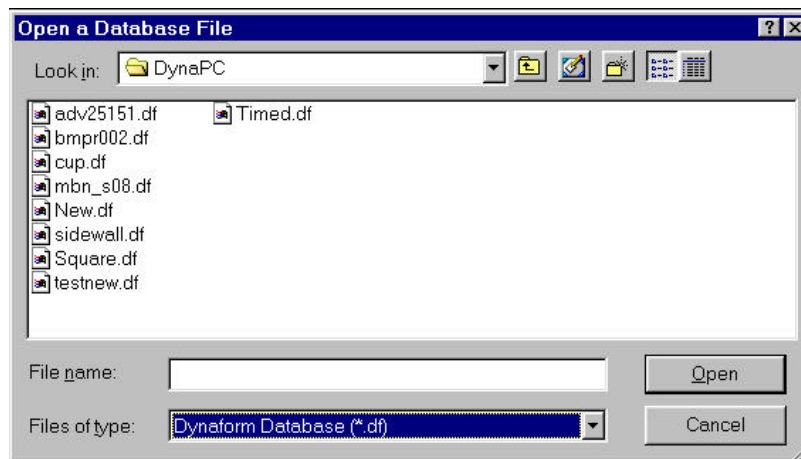 Open a Database File
Look in: DynaPC
adv25151.df
bmpr002.df
cup.df
mbn_s08.df
New.df
sidewall.df
Square.df
testnew.df
Timed.df
File name:
Open
Files of type: Dynaform Database (*.df)
Cancel